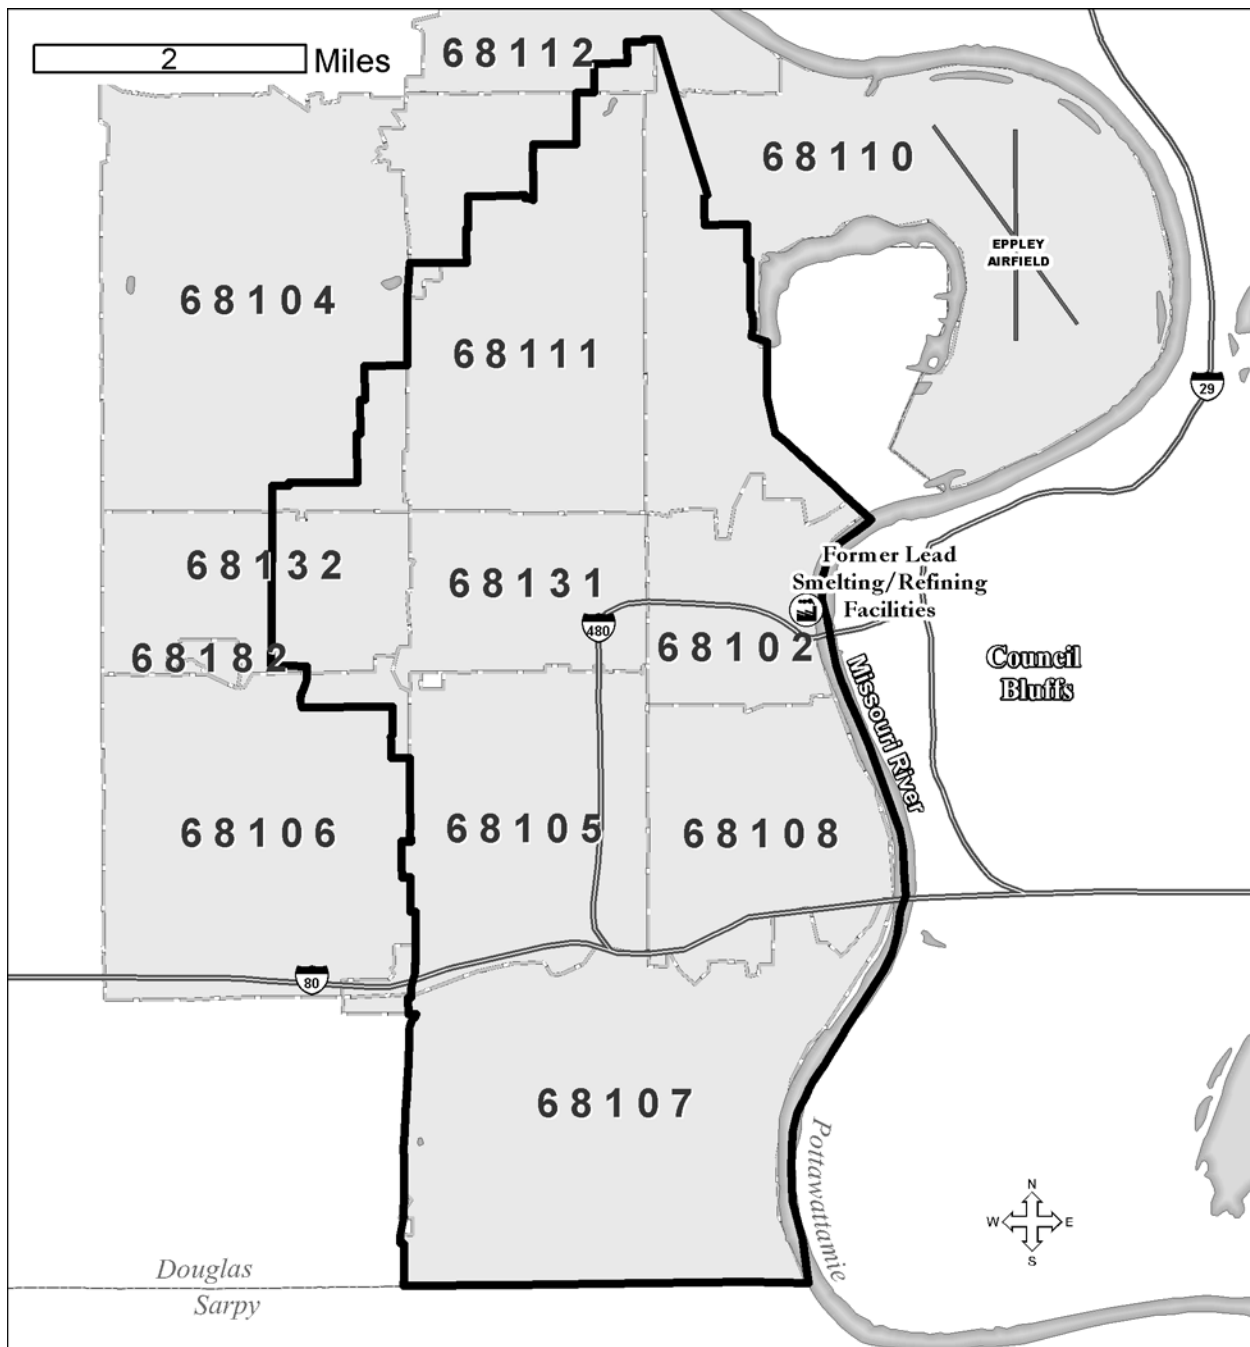 2 Miles
68112
68110
EPPLEY
AIRFIELD
68104
68111
29
68132
68131
Former Lead
Smelting/Refining
Facilities
480
68182
68102
Council
Bluffs
Missouri River
68106
68105
68108
80
68107
Pottawattamie
N
W E
S
Douglas
Sarpy